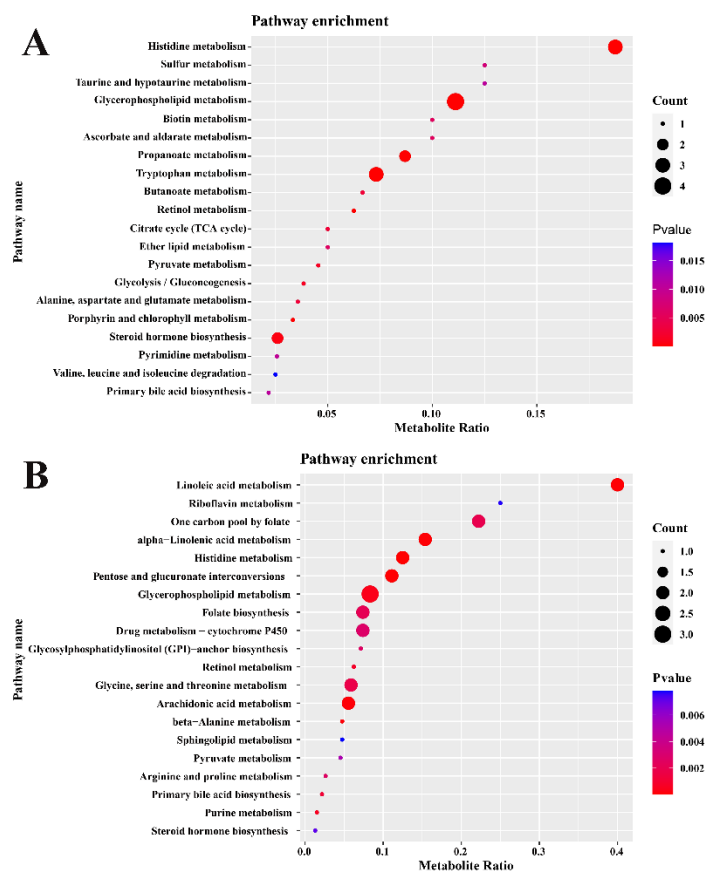 A
Pathway enrichment
Pathway name
Histidine metabolism
Sulfur metabolism
Taurine and hypotaurine metabolism
Glycerophospholipid metabolism
Biotin metabolism
Ascorbate and aldarate metabolism
Propanoate metabolism
Tryptophan metabolism
Butanoate metabolism
Retinol metabolism
Citrate cycle (TCA cycle)
Ether lipid metabolism
Pyruvate metabolism
Glycolysis / Gluconeogenesis
Alanine, aspartate and glutamate metabolism
Porphyrin and chlorophyll metabolism
Steroid hormone biosynthesis
Pyrimidine metabolism
Valine, leucine and isoleucine degradation
Primary bile acid biosynthesis
0.05 0.10 0.15
Metabolite Ratio
Count
1
2
3
4
Pvalue
0.015
0.010
0.005
B
Pathway enrichment
Pathway name
Linoleic acid metabolism
Riboflavin metabolism
One carbon pool by folate
alpha−Linolenic acid metabolism
Histidine metabolism
Pentose and glucuronate interconversions
Glycerophospholipid metabolism
Folate biosynthesis
Drug metabolism − cytochrome P450
Glycosylphosphatidylinositol (GPI)−anchor biosynthesis
Retinol metabolism
Glycine, serine and threonine metabolism
Arachidonic acid metabolism
beta−Alanine metabolism
Sphingolipid metabolism
Pyruvate metabolism
Arginine and proline metabolism
Primary bile acid biosynthesis
Purine metabolism
Steroid hormone biosynthesis
0.0 0.1 0.2 0.3 0.4
Metabolite Ratio
Count
1.0
1.5
2.0
2.5
3.0
Pvalue
0.006
0.004
0.002